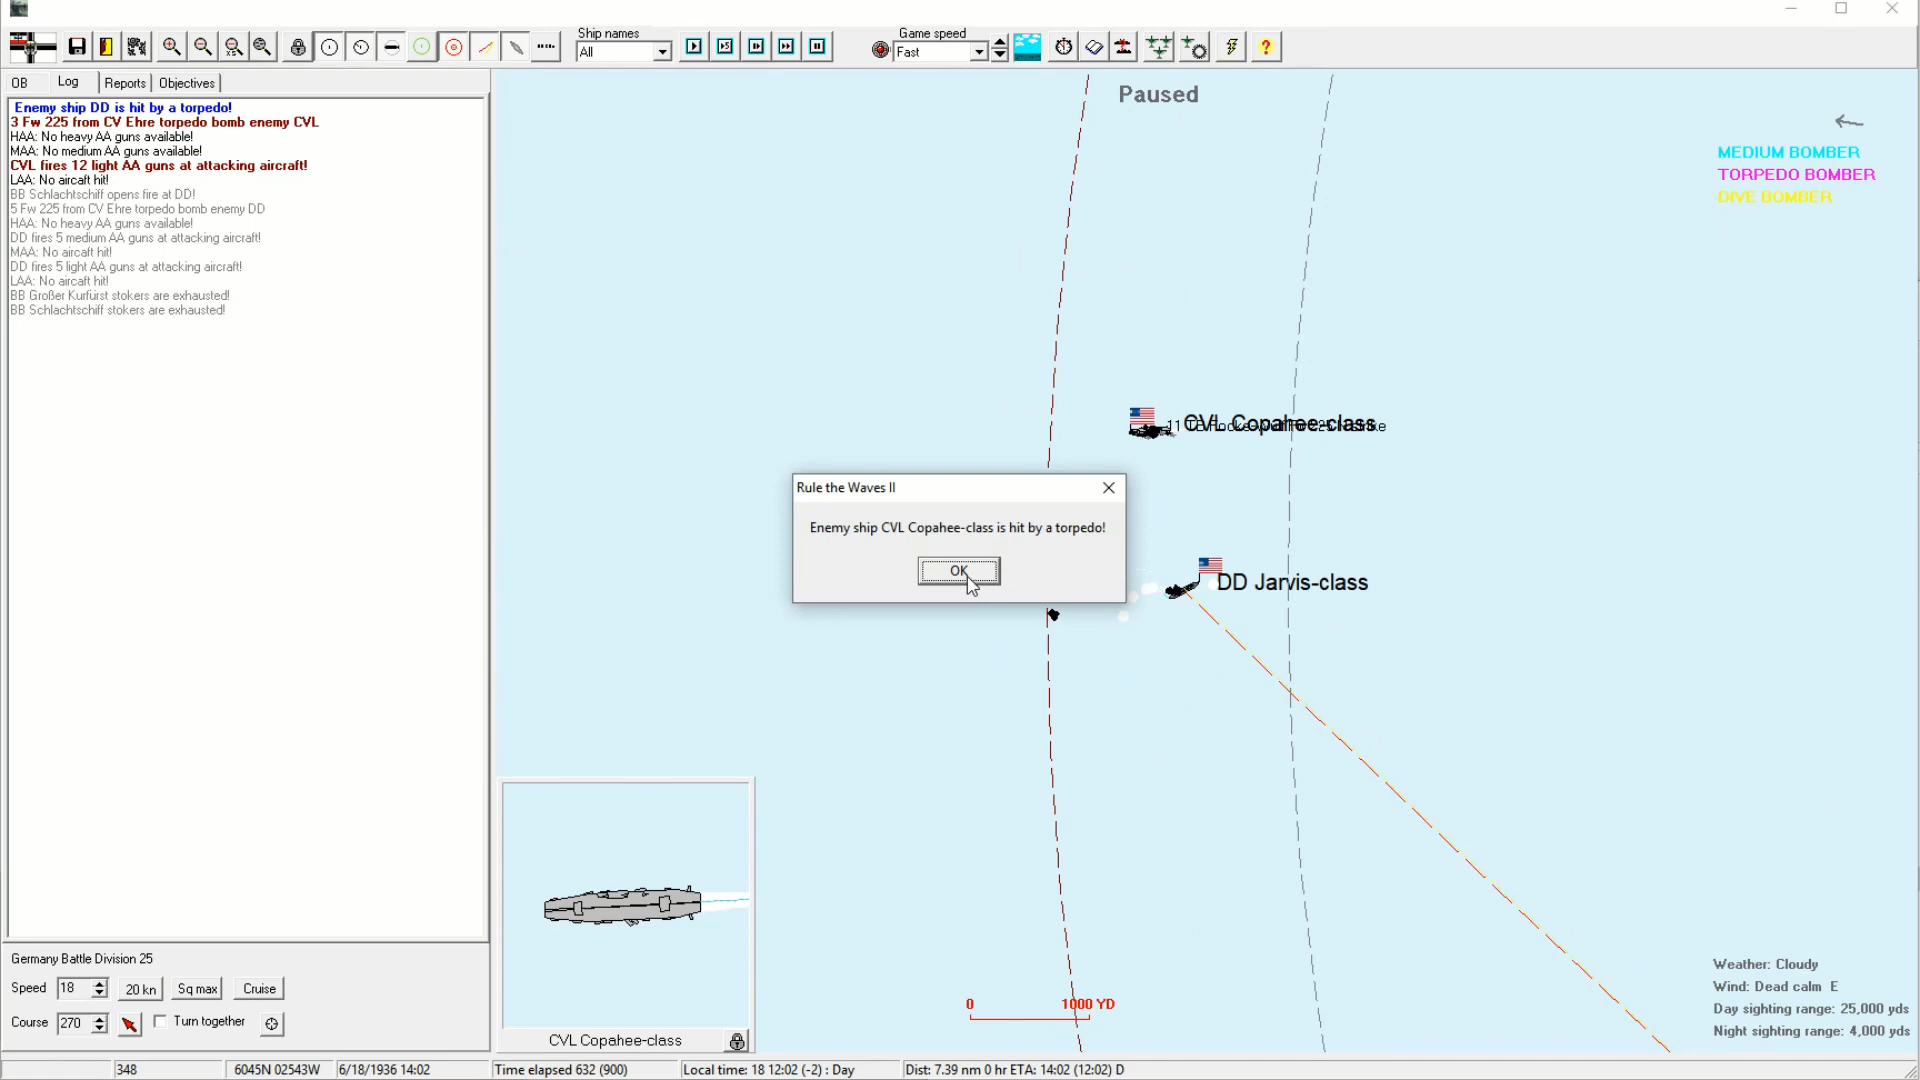 Ship names
All
Game speed
Fast
OB
Log
Reports
Objectives
Enemy ship DD is hit by a torpedo!
3 Fw 225 from CV Ehre torpedo bomb enemy CVL
HAA: No heavy AA guns available!
MAA: No medium AA guns available!
CVL fires 12 light AA guns at attacking aircraft!
LAA: No aircaft hit!
BB Schlachtschiff opens fire at DD!
5 Fw 225 from CV Ehre torpedo bomb enemy DD
HAA: No heavy AA guns available!
DD fires 5 medium AA guns at attacking aircraft!
MAA: No aircaft hit!
DD fires 5 light AA guns at attacking aircraft!
LAA: No aircaft hit!
BB Großer Kurfürst stokers are exhausted!
BB Schlachtschiff stokers are exhausted!
Paused
MEDIUM BOMBER
TORPEDO BOMBER
DIVE BOMBER
CVL Copahee-class
Rule the Waves II
Enemy ship CVL Copahee-class is hit by a torpedo!
OK
DD Jarvis-class
CVL Copahee-class
0 1000 YD
Weather: Cloudy
Wind: Dead calm E
Day sighting range: 25,000 yds
Night sighting range: 4,000 yds
Germany Battle Division 25
Speed 18 20 kn Sq max Cruise
Course 270 Turn together
348 6045N 02543W 6/18/1936 14:02 Time elapsed 632 (900) Local time: 18 12:02 (-2) : Day Dist: 7.39 nm 0 hr ETA: 14:02 (12:02) D